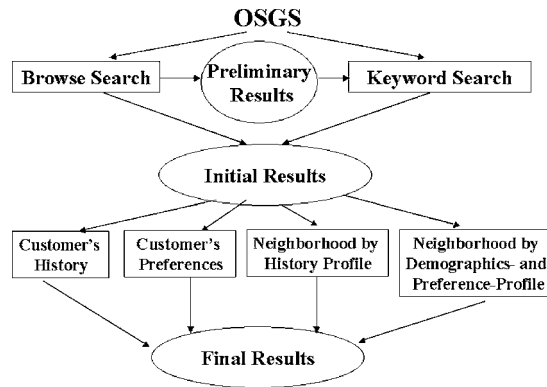 OSGS
Browse Search
Preliminary
Results
Keyword Search
Initial Results
Customer's
History
Customer's
Preferences
Neighborhood by
History Profile
Neighborhood by
Demographics- and
Preference-Profile
Final Results